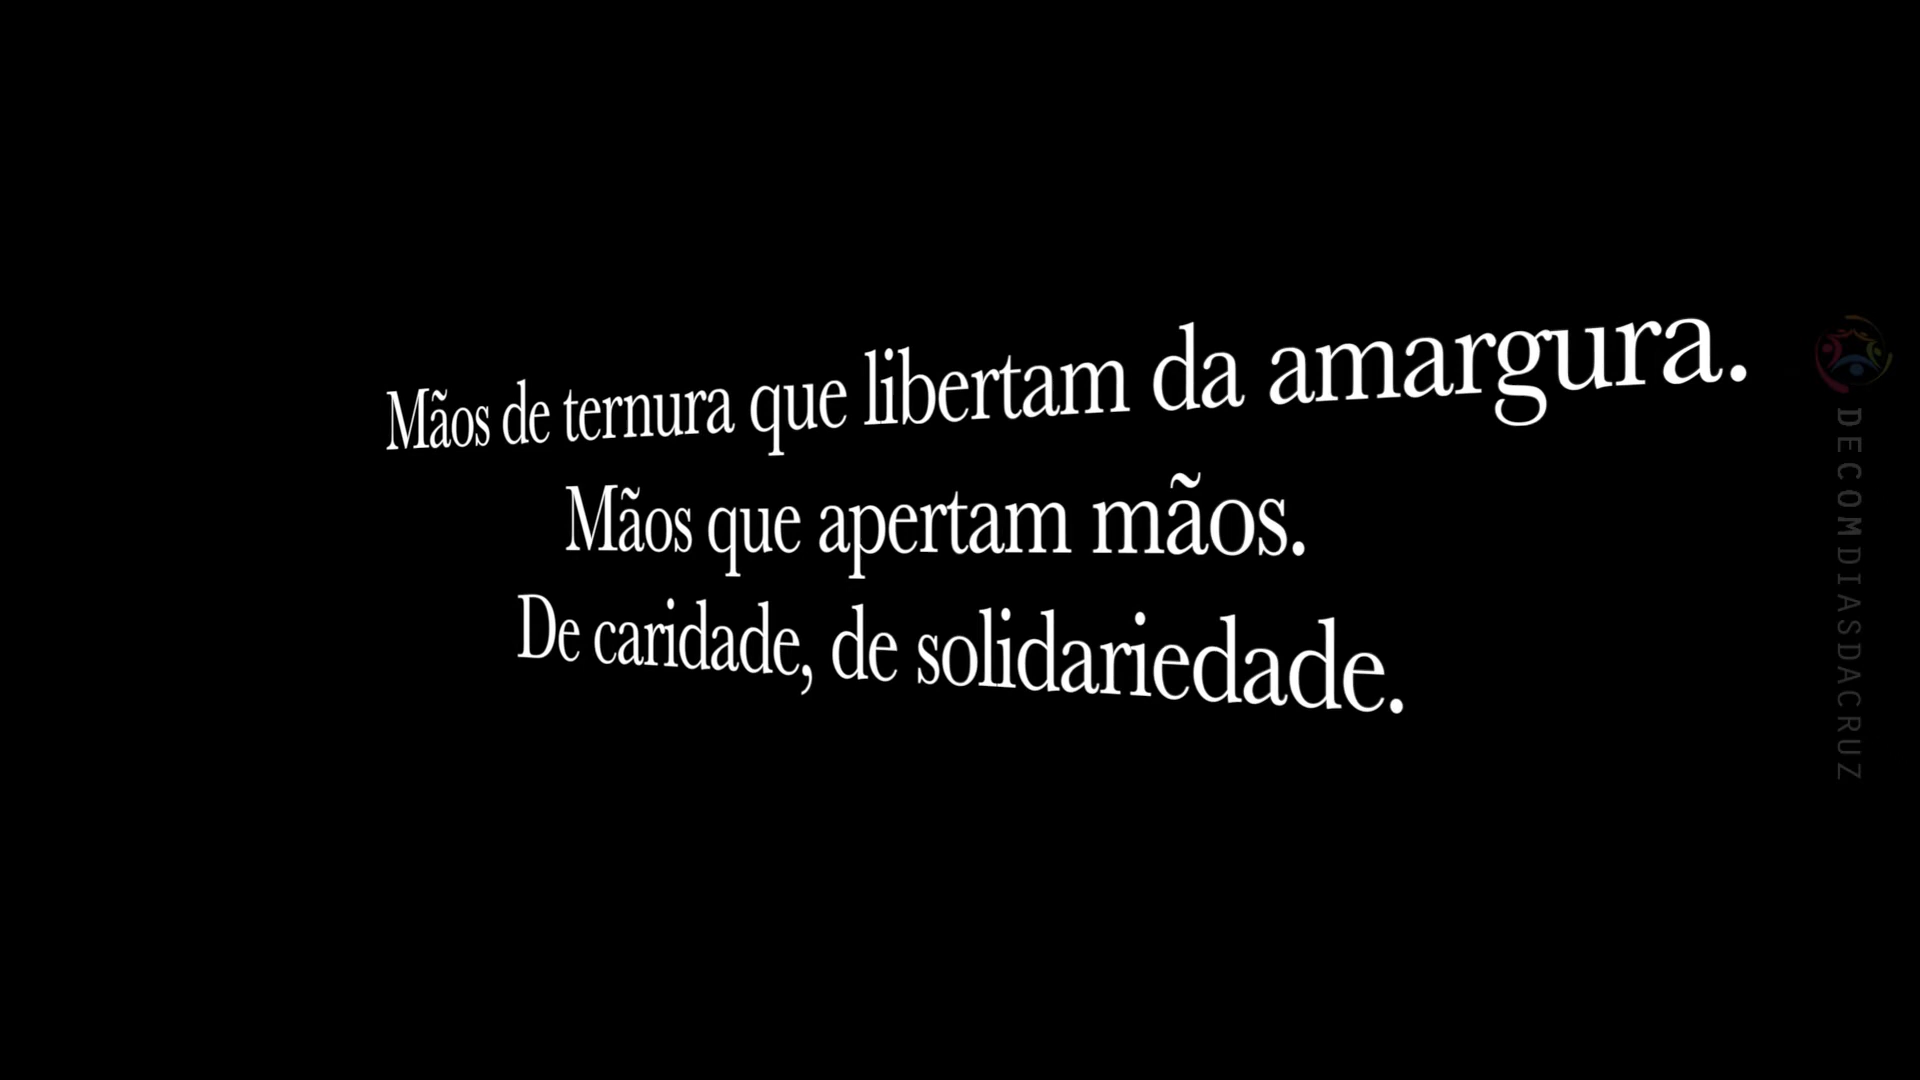 Mãos de ternura que libertam da amargura.
Mãos que apertam mãos.
De caridade, de solidariedade.
DECOMDIASDACRUZ